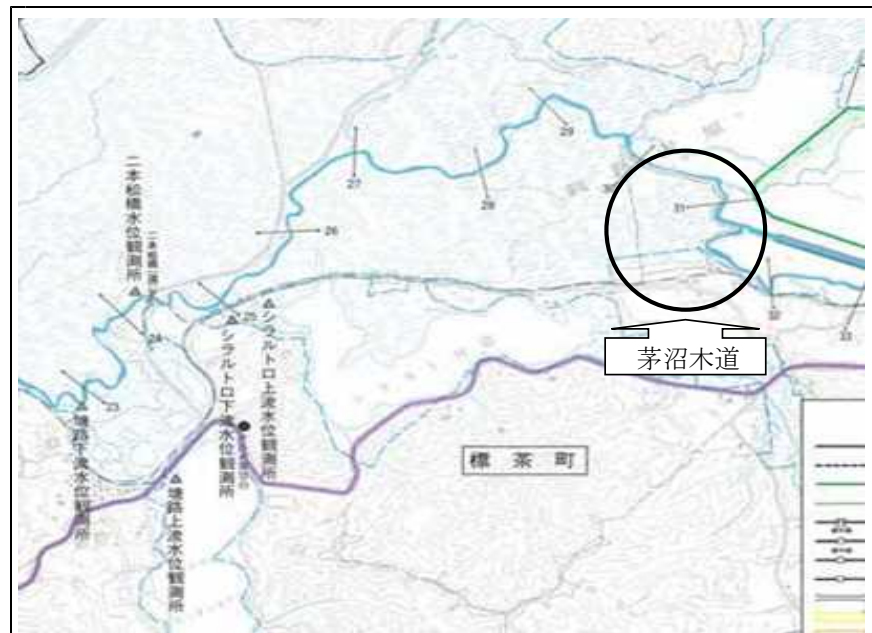 29
27
28
30
31
26
二本松橋水位観測所
25
シラルトロ上流水位観測所
シラルトロ下流水位観測所
24
32
33
茅沼木道
23
塘路下流水位観測所
塘路上流水位観測所
標茶町